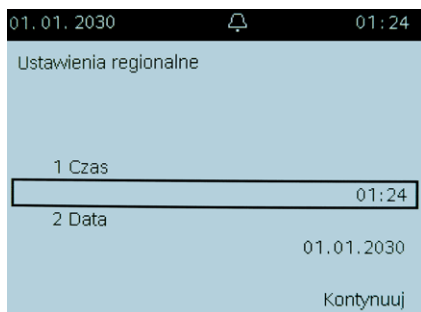 01.01.2030 01:24
Ustawienia regionalne
1 Czas
01:24
2 Data
01.01.2030
Kontynuuj